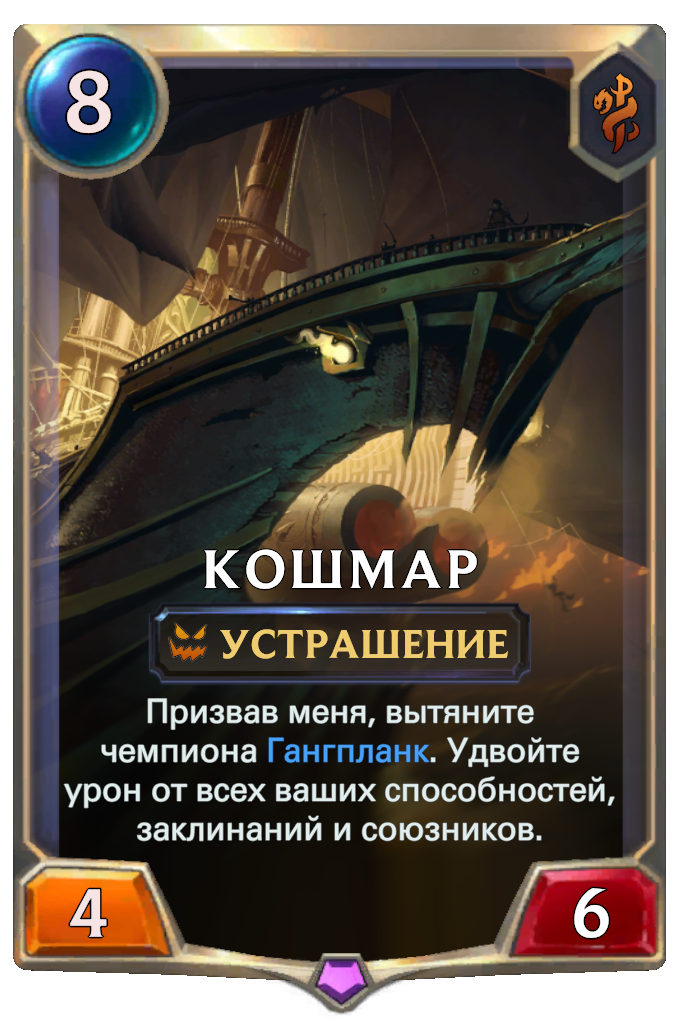 8
КОШМАР
УСТРАШЕНИЕ
Призвав меня, вытяните
чемпиона Гангпланк. Удвойте
урон от всех ваших способностей,
заклинаний и союзников.
4
6